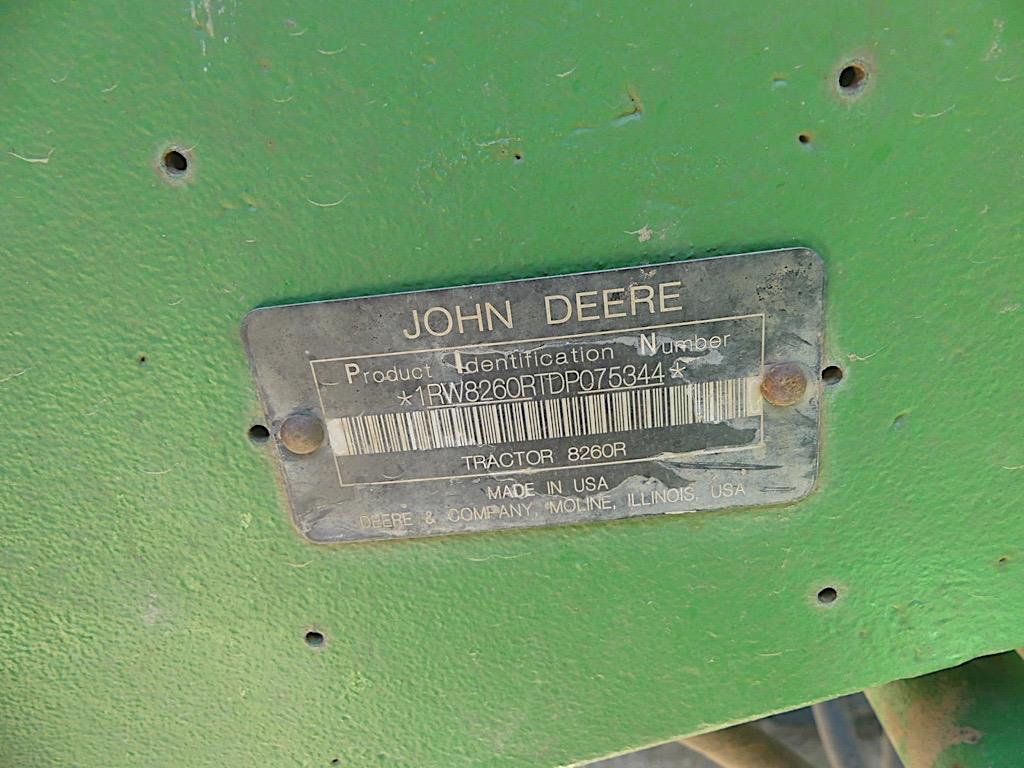 JOHN DEERE
Product Identification Number
*1RW8260RTDP075344*
TRACTOR 8260R
MADE IN USA
DEERE & COMPANY, MOLINE, ILLINOIS, USA